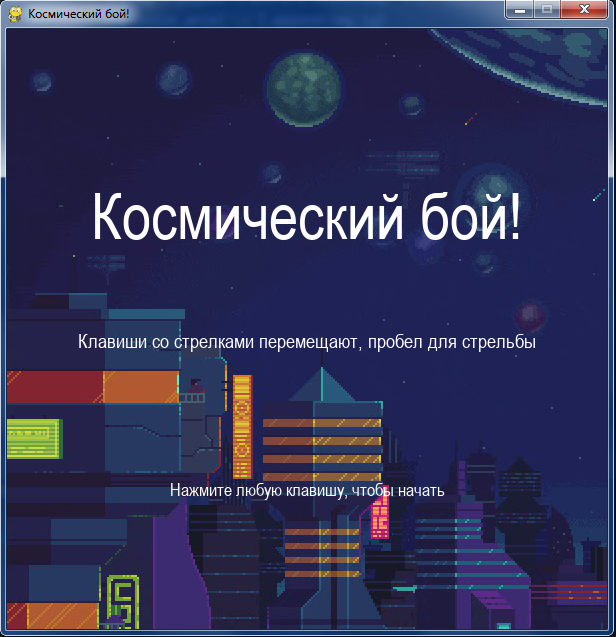 Космический бой!
Космический бой!
Клавиши со стрелками перемещают, пробел для стрельбы
Нажмите любую клавишу, чтобы начать